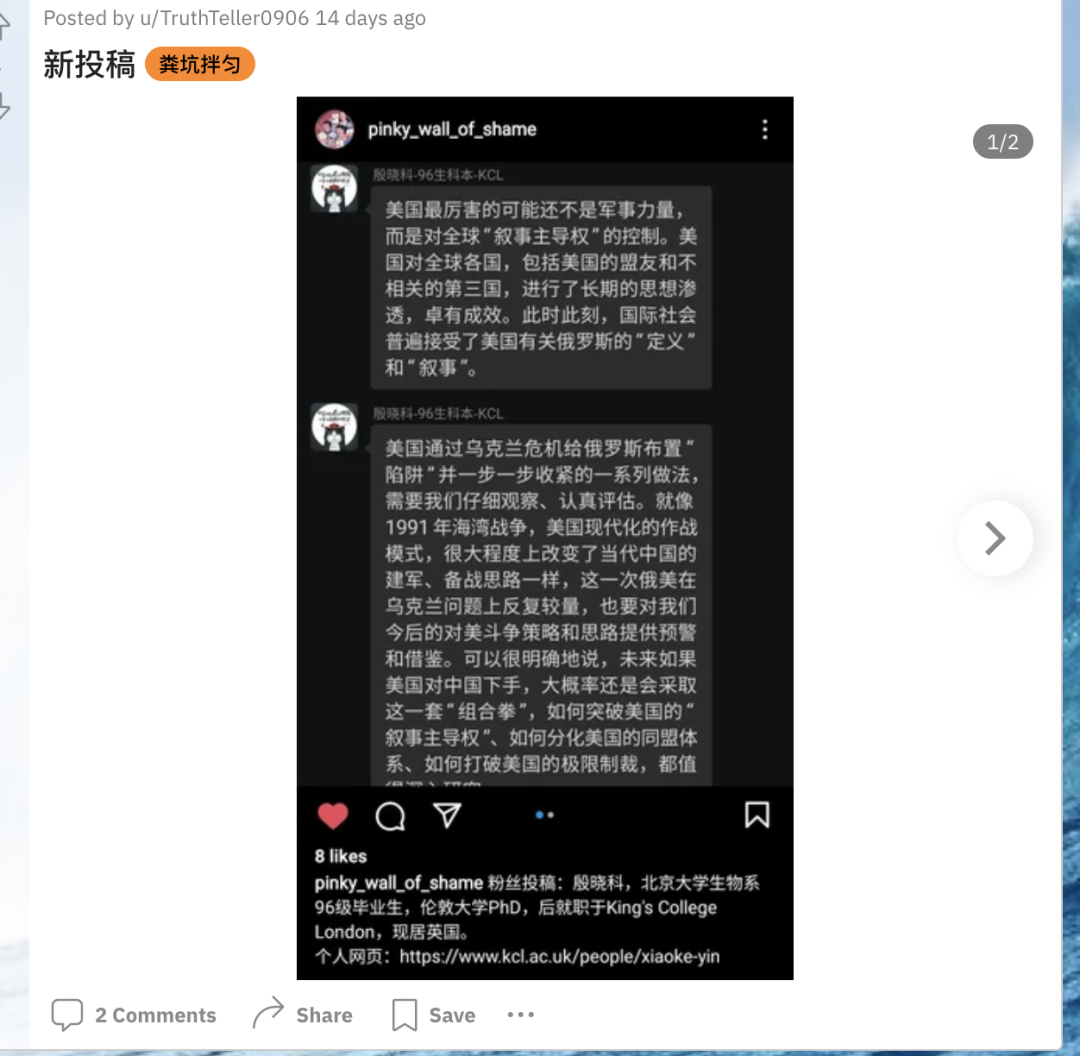 Posted by u/TruthTeller0906 14 days ago
新投稿 粪坑拌匀
pinky_wall_of_shame
1/2
殷晓科-96生科本-KCL
美国最厉害的可能还不是军事力量，
而是对全球“叙事主导权”的控制。美
国对全球各国，包括美国的盟友和不
相关的第三国，进行了长期的思想渗
透，卓有成效。此时此刻，国际社会
普遍接受了美国有关俄罗斯的“定义”
和“叙事”。
殷晓科-96生科本-KCL
美国通过乌克兰危机给俄罗斯布置“
陷阱”并一步一步收紧的一系列做法，
需要我们仔细观察、认真评估。就像
1991 年海湾战争，美国现代化的作战
模式，很大程度上改变了当代中国的
建军、备战思路一样，这一次俄美在
乌克兰问题上反复较量，也要对我们
今后的对美斗争策略和思路提供预警
和借鉴。可以很明确地说，未来如果
美国对中国下手，大概率还是会采取
这一套“组合拳”，如何突破美国的“
叙事主导权”、如何分化美国的同盟体
系、如何打破美国的极限制裁，都值
8 likes
pinky_wall_of_shame 粉丝投稿：殷晓科，北京大学生物系
96级毕业生，伦敦大学PhD，后就职于King's College
London，现居英国。
个人网页：https://www.kcl.ac.uk/people/xiaoke-yin
2 Comments Share Save